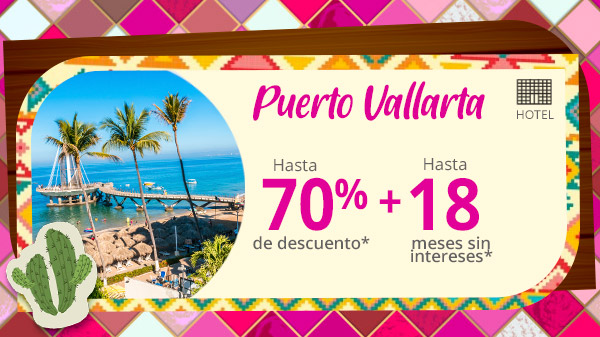 Puerto Vallarta
HOTEL
Hasta
70%
de descuento*
+
Hasta
18
meses sin
intereses*